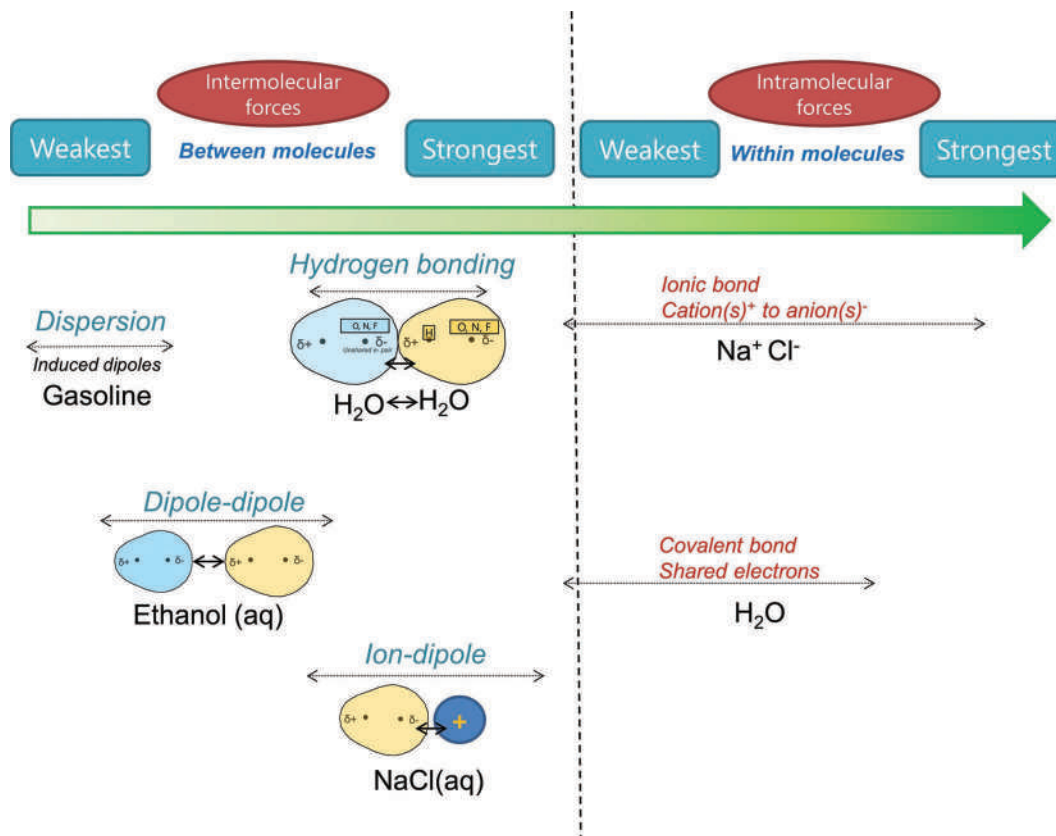 Intermolecular
forces
Intramolecular
forces
Weakest
Between molecules
Strongest
Weakest
Within molecules
Strongest
Hydrogen bonding
O, N, F
H
O, N, F
δ+
δ-
δ+
δ-
H₂O↔H₂O
Dispersion
Induced dipoles
Gasoline
Ionic bond
Cation(s)⁺ to anion(s)⁻
Na⁺ Cl⁻
Dipole-dipole
δ+
δ-
δ+
δ-
Ethanol (aq)
Covalent bond
Shared electrons
H₂O
Ion-dipole
δ+
δ-
+
NaCl(aq)